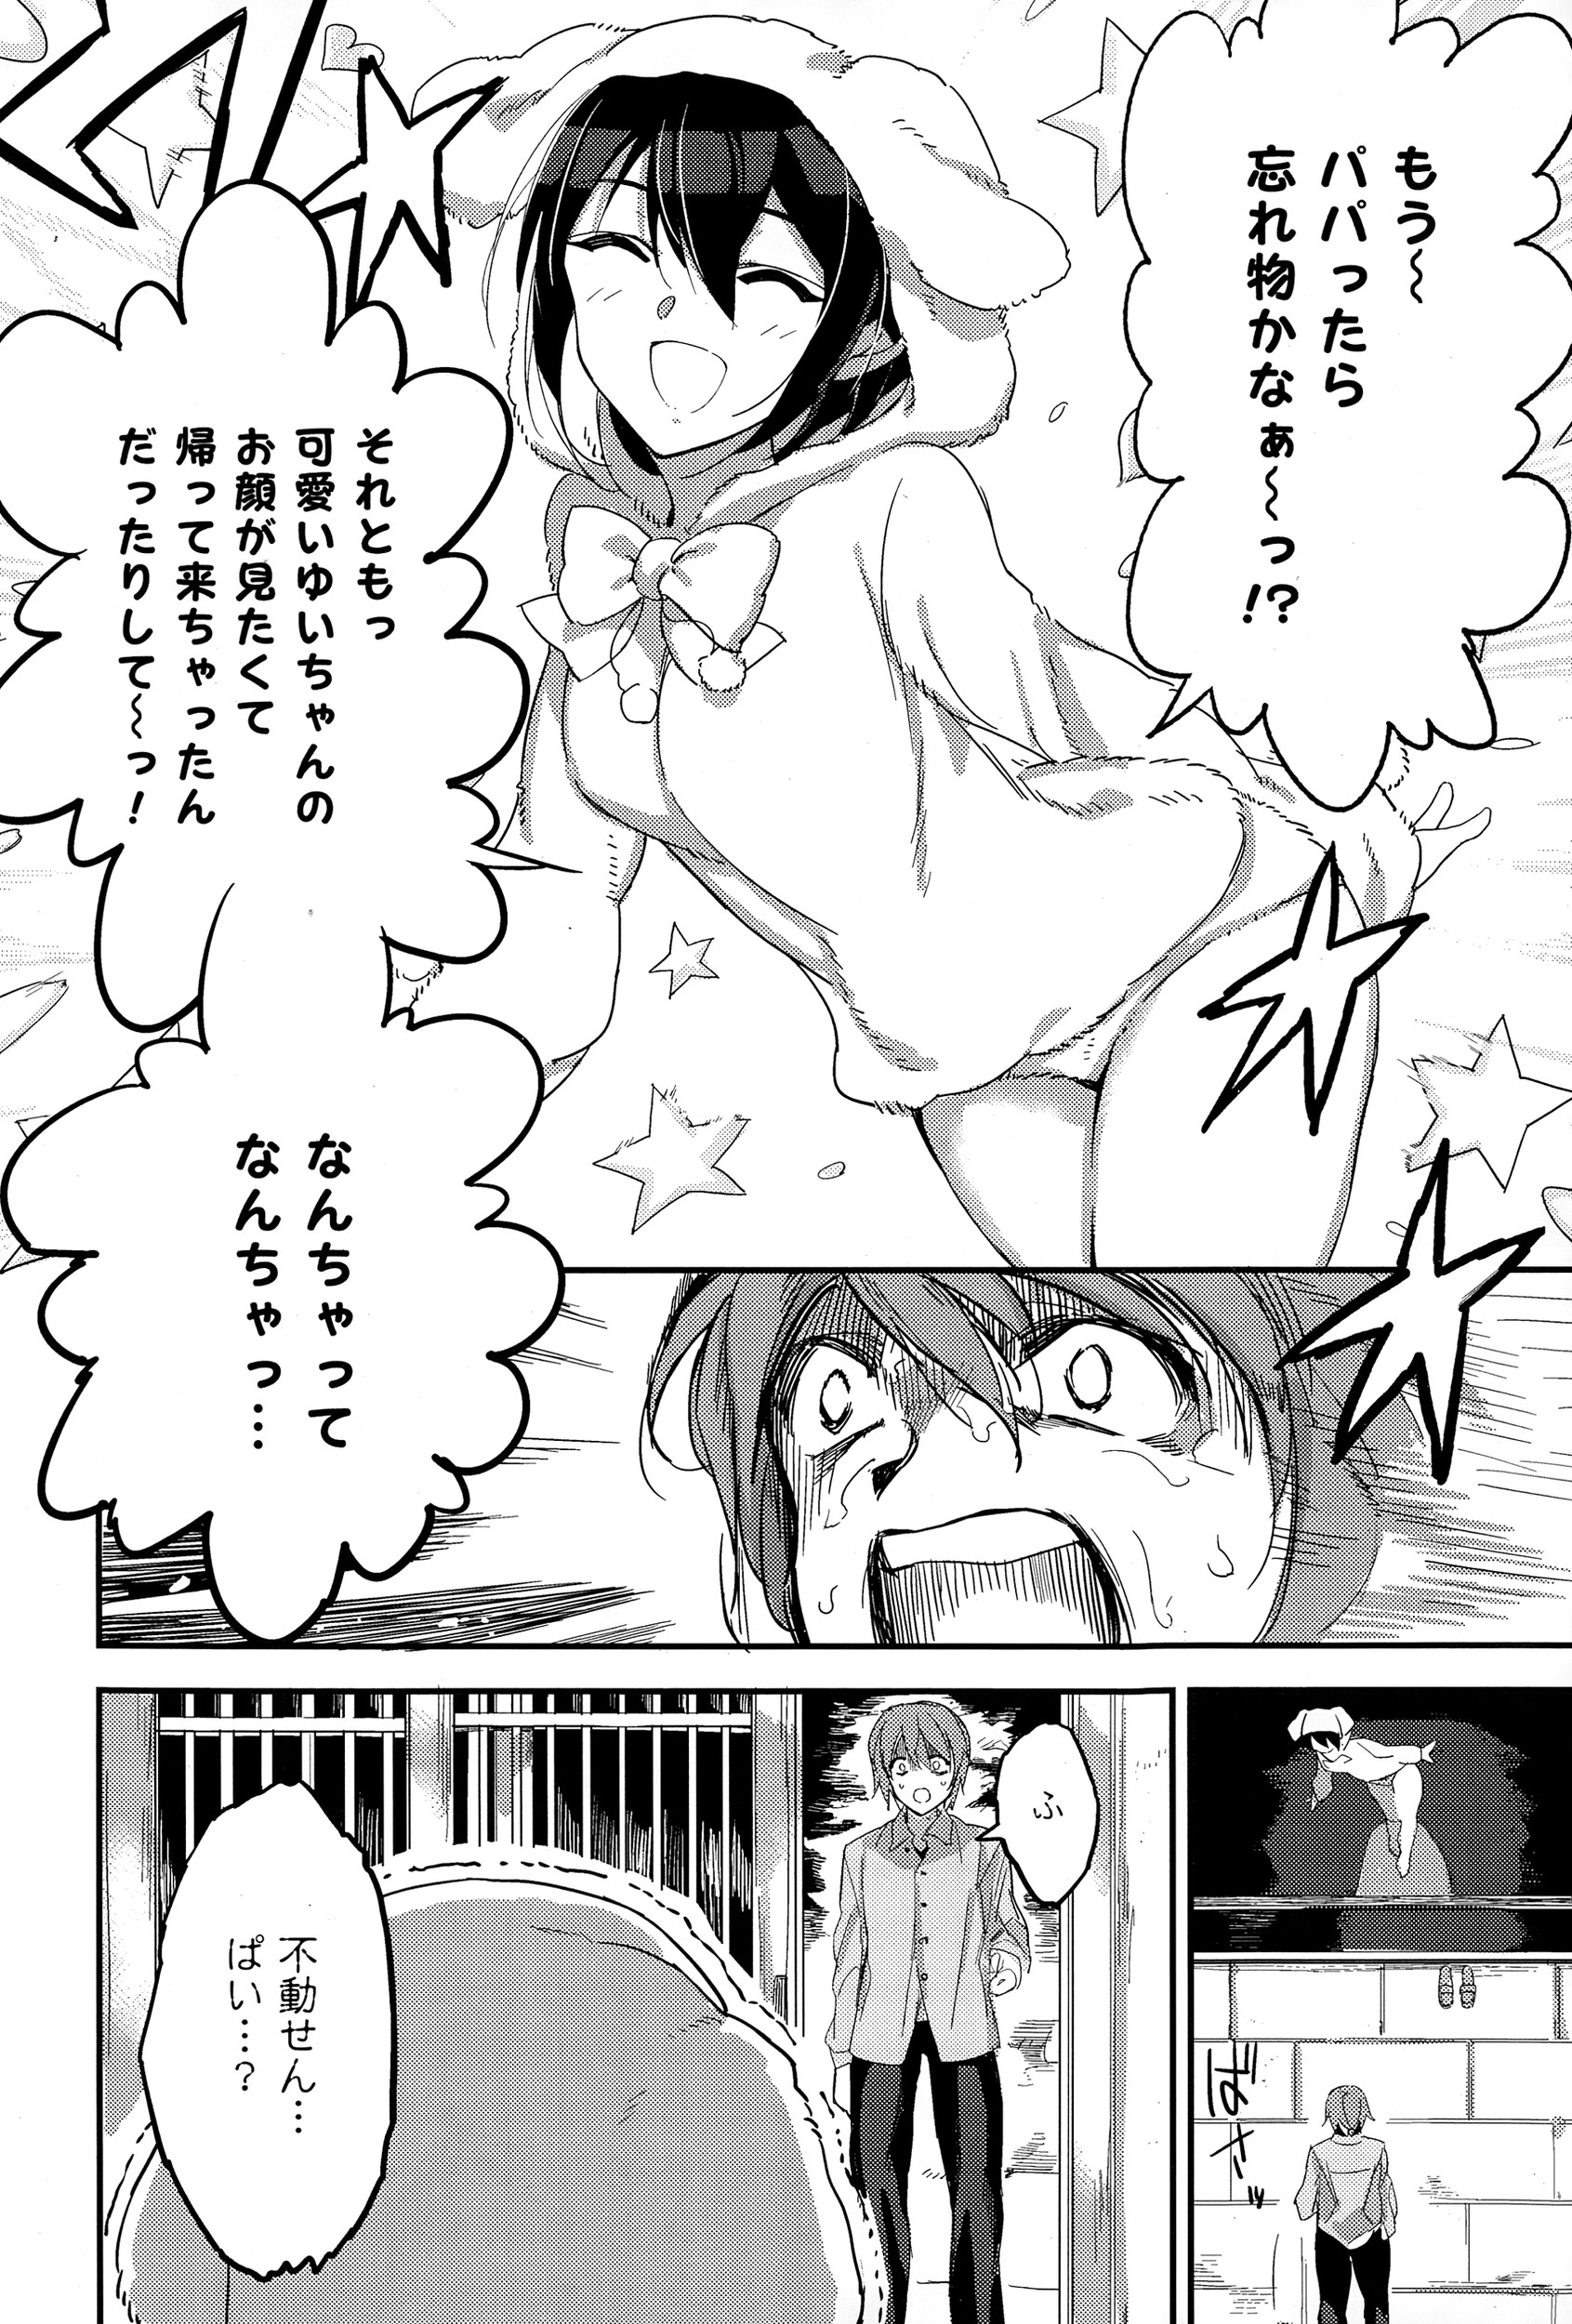 もう〜
パパったら
忘れ物かなぁ〜っ!?
それともっ
可愛いゆいちゃんの
お顔が見たくて
帰って来ちゃったん
だったりして〜っ!
なんちゃって
なんちゃっ…
ばさッ
ふ
不動せん…
ぱい…?